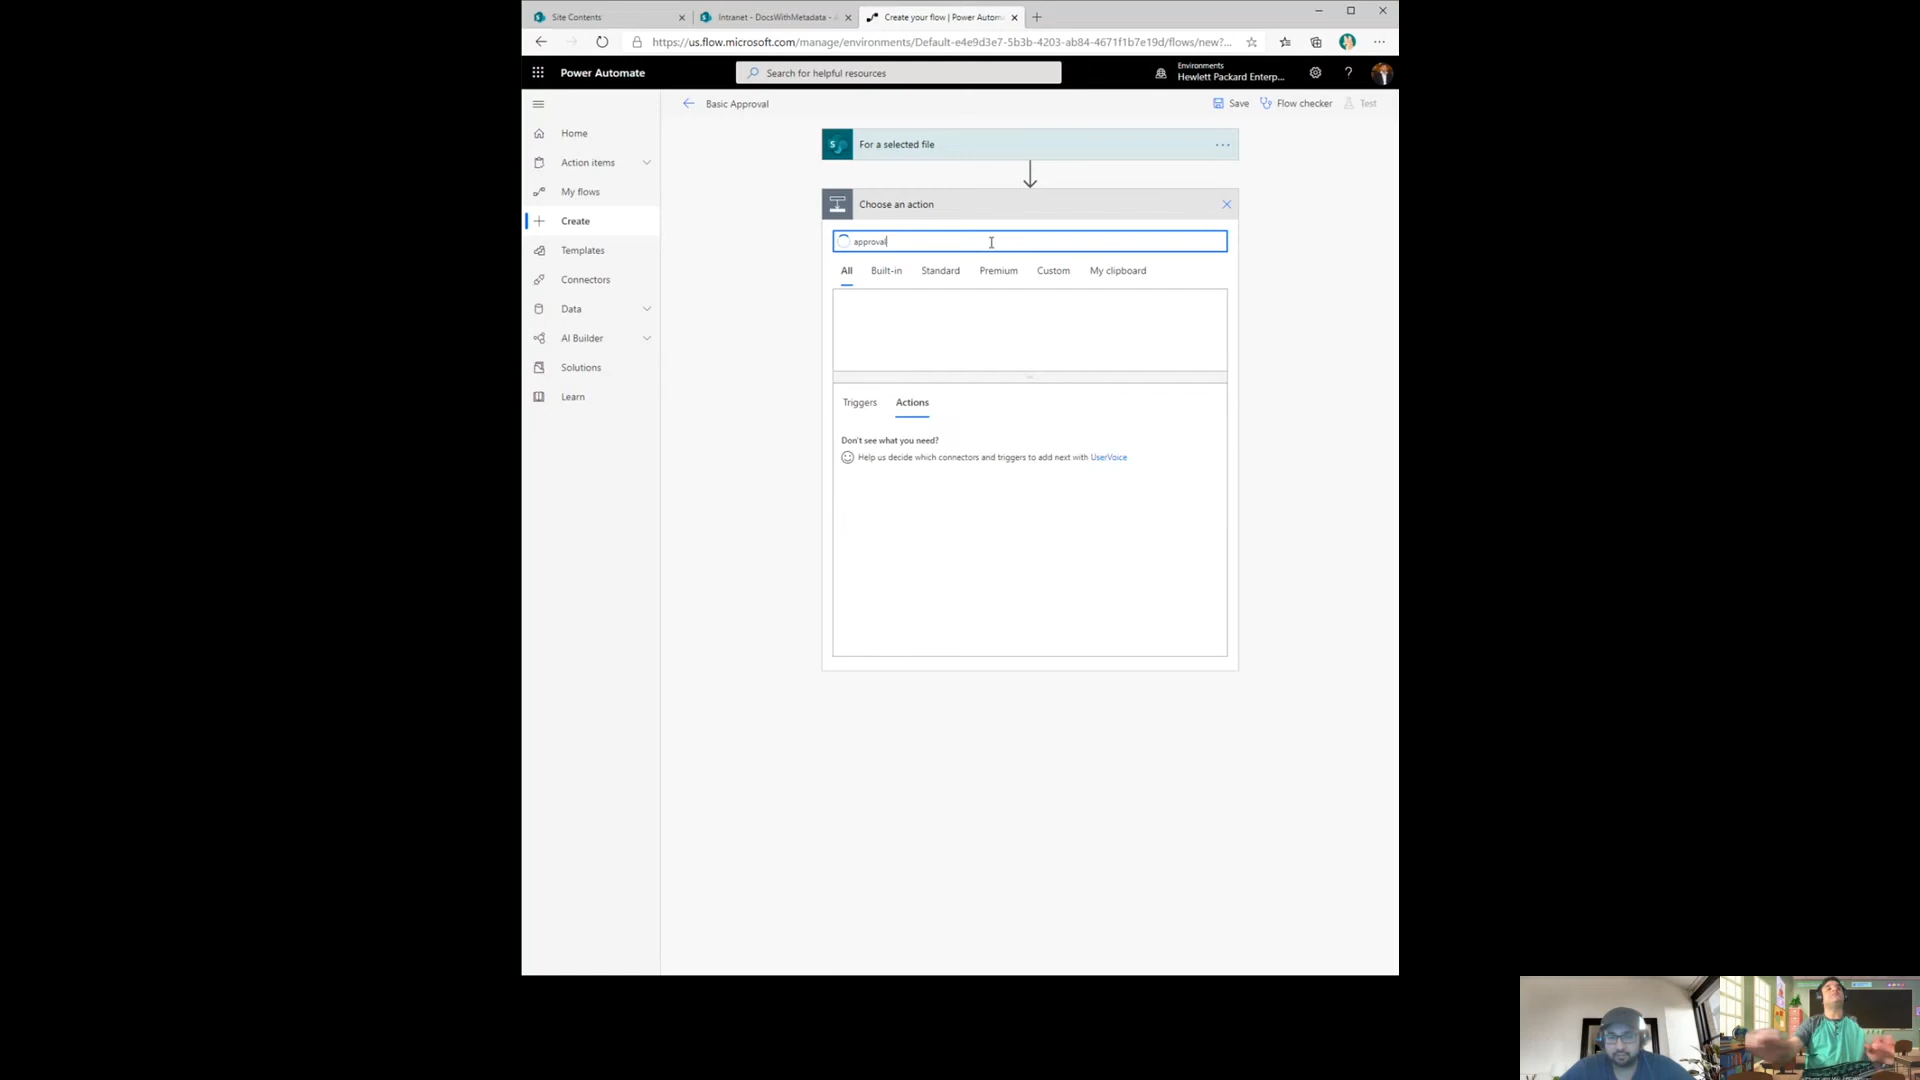 Site Contents
Intranet - DocsWithMetadata -
Create your flow | Power Autom
https://us.flow.microsoft.com/manage/environments/Default-e4e9d3e7-5b3b-4203-ab84-4671f1b7e19d/flows/new?...
Power Automate
Search for helpful resources
Environments
Hewlett Packard Enterp...
?
Basic Approval
Save
Flow checker
Test
Home
Action items
My flows
Create
Templates
Connectors
Data
AI Builder
Solutions
Learn
S
For a selected file
Choose an action
approval
All
Built-in
Standard
Premium
Custom
My clipboard
Triggers
Actions
Don't see what you need?
Help us decide which connectors and triggers to add next with UserVoice